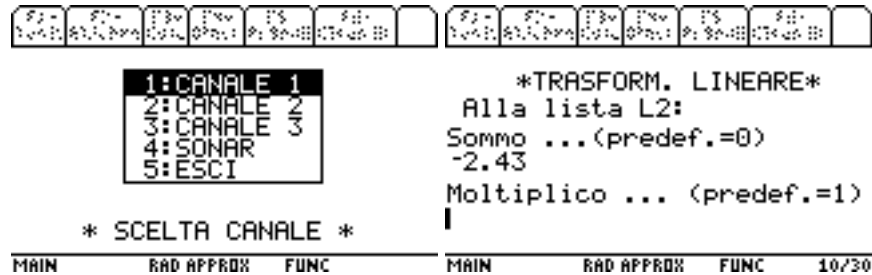 1:CANALE 1
2:CANALE 2
3:CANALE 3
4:SONAR
5:ESCI
* SCELTA CANALE *
MAIN RAD APPROX FUNC
*TRASFORM. LINEARE*
Alla lista L2:
Sommo ...(predef.=0)
-2.43
Moltiplico ... (predef.=1)
MAIN RAD APPROX FUNC 10/30